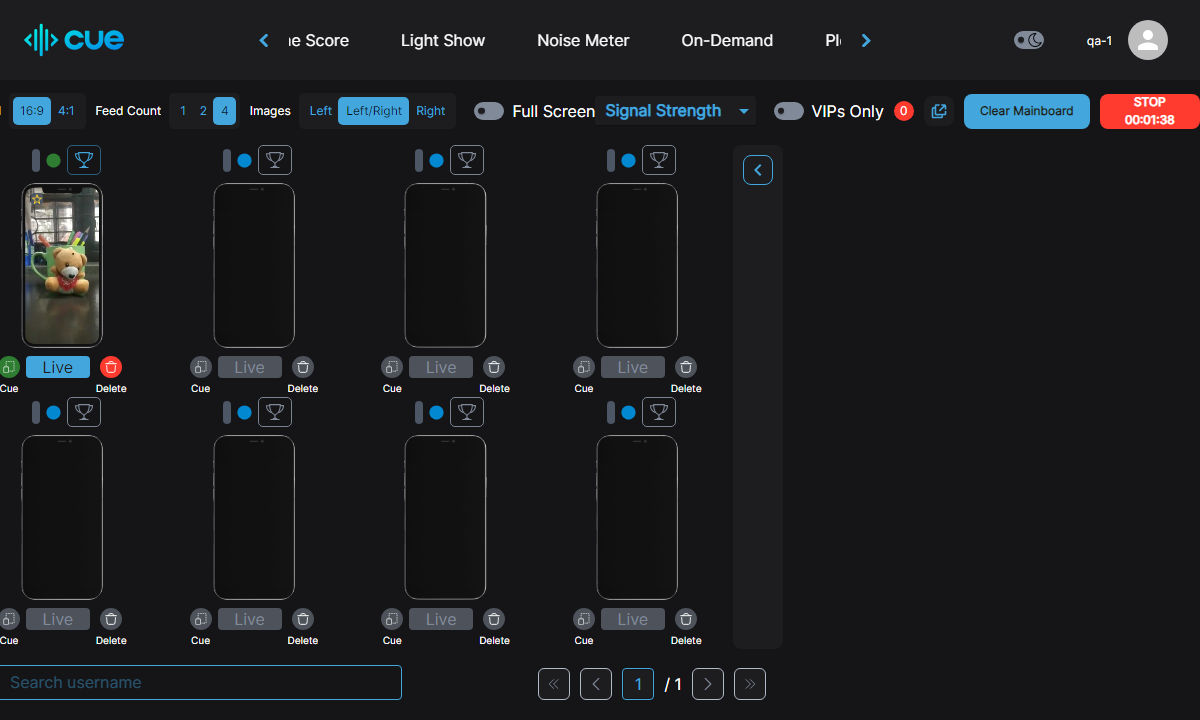 cue
Score
Light Show
Noise Meter
On-Demand
qa-1
16:9
4:1
Feed Count
1
2
4
Images
Left
Left/Right
Right
Full Screen
Signal Strength
VIPs Only
0
Clear Mainboard
STOP
00:01:38
Live
Live
Live
Live
Cue
Delete
Cue
Delete
Cue
Delete
Cue
Delete
Live
Live
Live
Live
Cue
Delete
Cue
Delete
Cue
Delete
Cue
Delete
Search username
1
/ 1